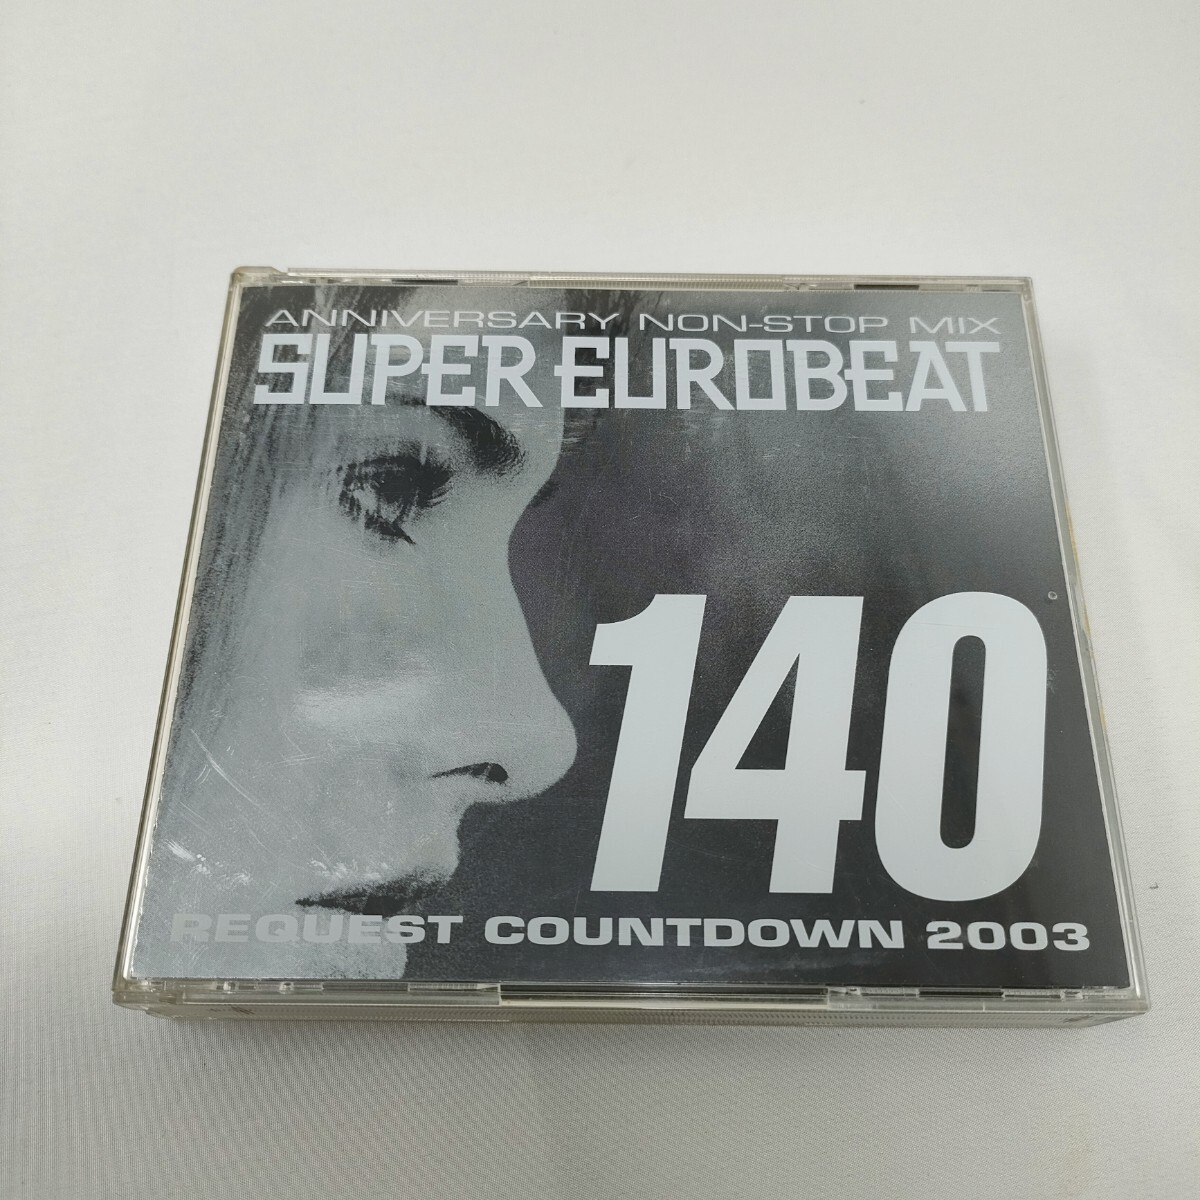 ANNIVERSARY NON-STOP MIX
SUPER EUROBEAT
140
REQUEST COUNTDOWN 2003